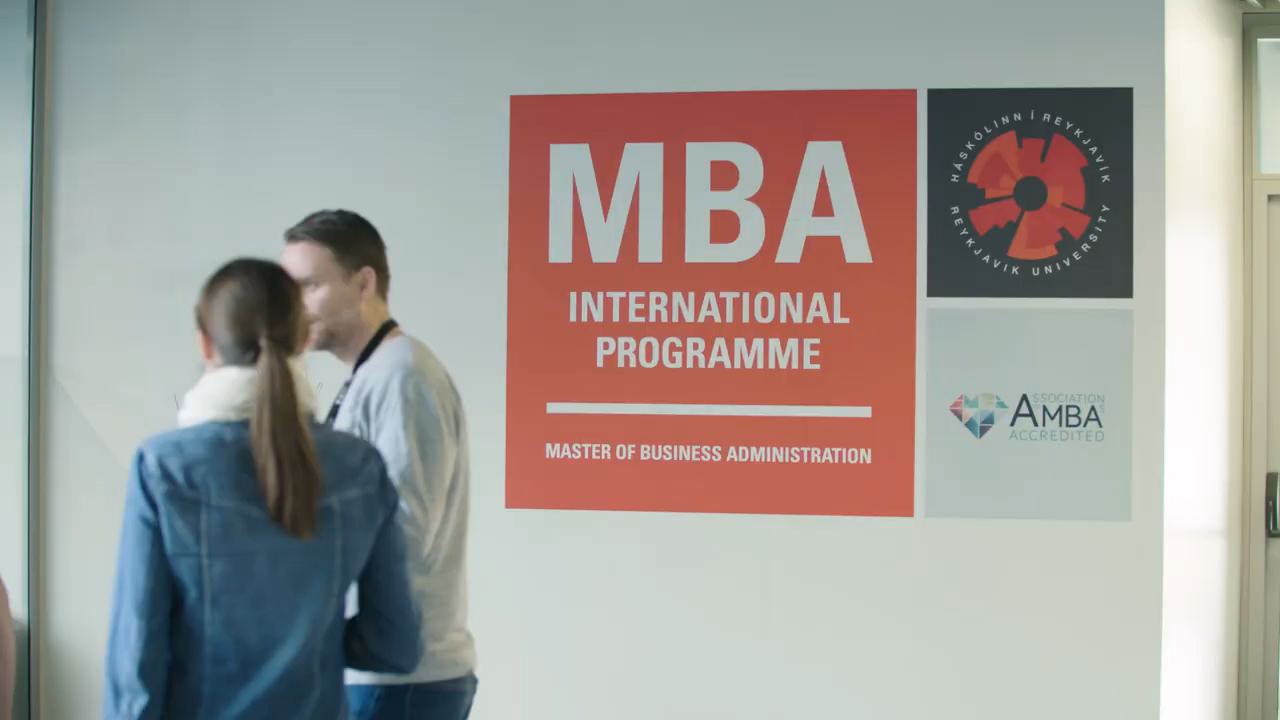 MBA
INTERNATIONAL
PROGRAMME
MASTER OF BUSINESS ADMINISTRATION
HÁSKÓLINN Í REYKJAVÍK
REYKJAVIK UNIVERSITY
ASSOCIATION
AMBA
ACCREDITED